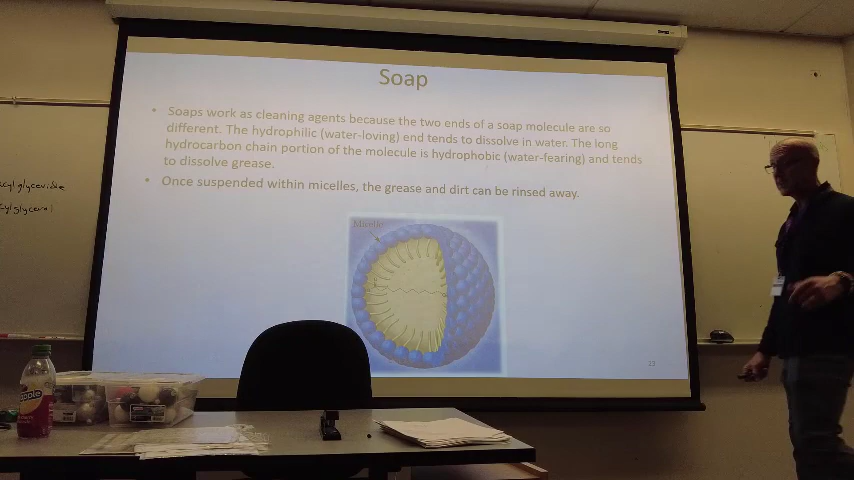 Soap
• Soaps work as cleaning agents because the two ends of a soap molecule are so
different. The hydrophilic (water-loving) end tends to dissolve in water. The long
hydrocarbon chain portion of the molecule is hydrophobic (water-fearing) and tends
to dissolve grease.
• Once suspended within micelles, the grease and dirt can be rinsed away.
Micelle
23